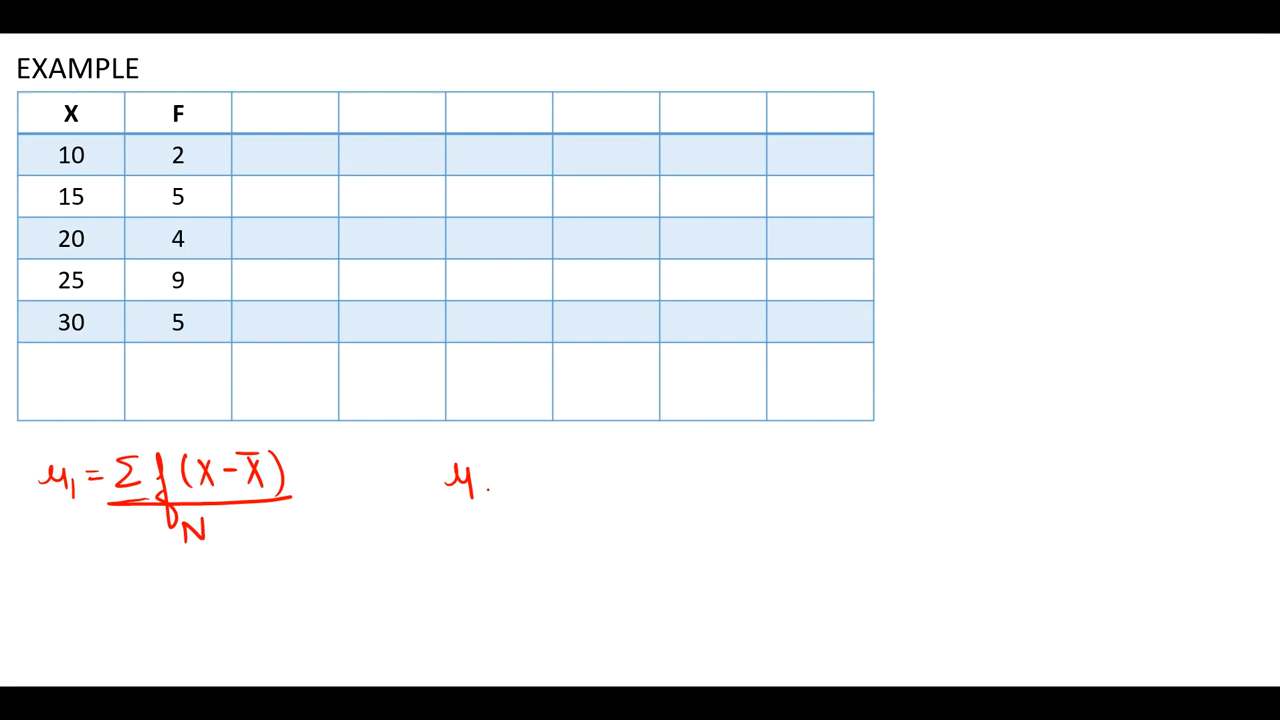 EXAMPLE
X F
10 2
15 5
20 4
25 9
30 5
μ₁ = Σf(X - X̄) μ
N